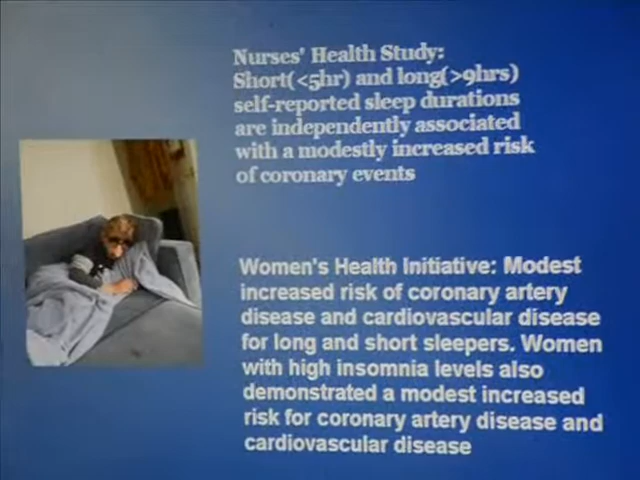 Nurses' Health Study:
Short(<5hr) and long(>9hrs)
self-reported sleep durations
are independently associated
with a modestly increased risk
of coronary events
Women's Health Initiative: Modest
increased risk of coronary artery
disease and cardiovascular disease
for long and short sleepers. Women
with high insomnia levels also
demonstrated a modest increased
risk for coronary artery disease and
cardiovascular disease